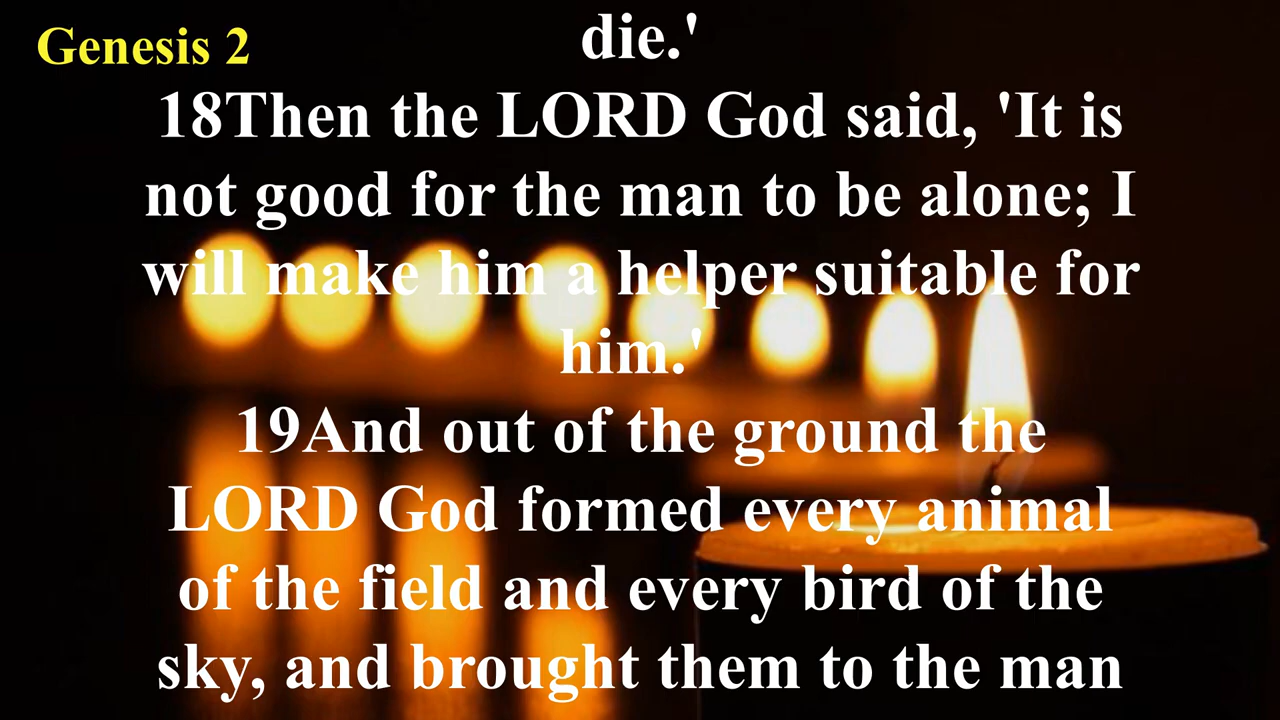 Genesis 2
die.'
18Then the LORD God said, 'It is
not good for the man to be alone; I
will make him a helper suitable for
him.'
19And out of the ground the
LORD God formed every animal
of the field and every bird of the
sky, and brought them to the man